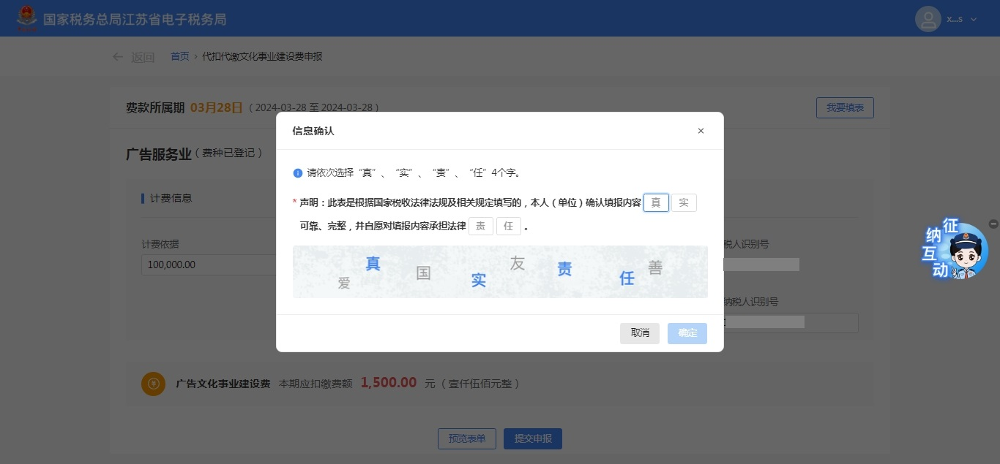 国家税务总局江苏省电子税务局
x...s
返回 首页 > 代扣代缴文化事业建设费申报
费款所属期 03月28日 (2024-03-28 至 2024-03-28)
我要填表
广告服务业(费种已登记)
计费信息
计费依据
100,000.00
税人识别号
纳税人识别号
信息确认
×
请依次选择“真”、“实”、“责”、“任”4个字。
* 声明:此表是根据国家税收法律法规及相关规定填写的,本人(单位)确认填报内容 真 实
可靠、完整,并自愿对填报内容承担法律 责 任 。
爱 真 国 实 友 责 任 善
取消 确定
广告文化事业建设费 本期应扣缴费额 1,500.00 元(壹仟伍佰元整)
预览表单 提交申报
征纳互动